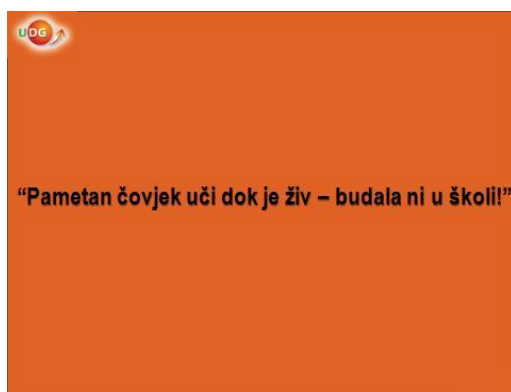 UDG
“Pametan čovjek uči dok je živ – budala ni u školi!”